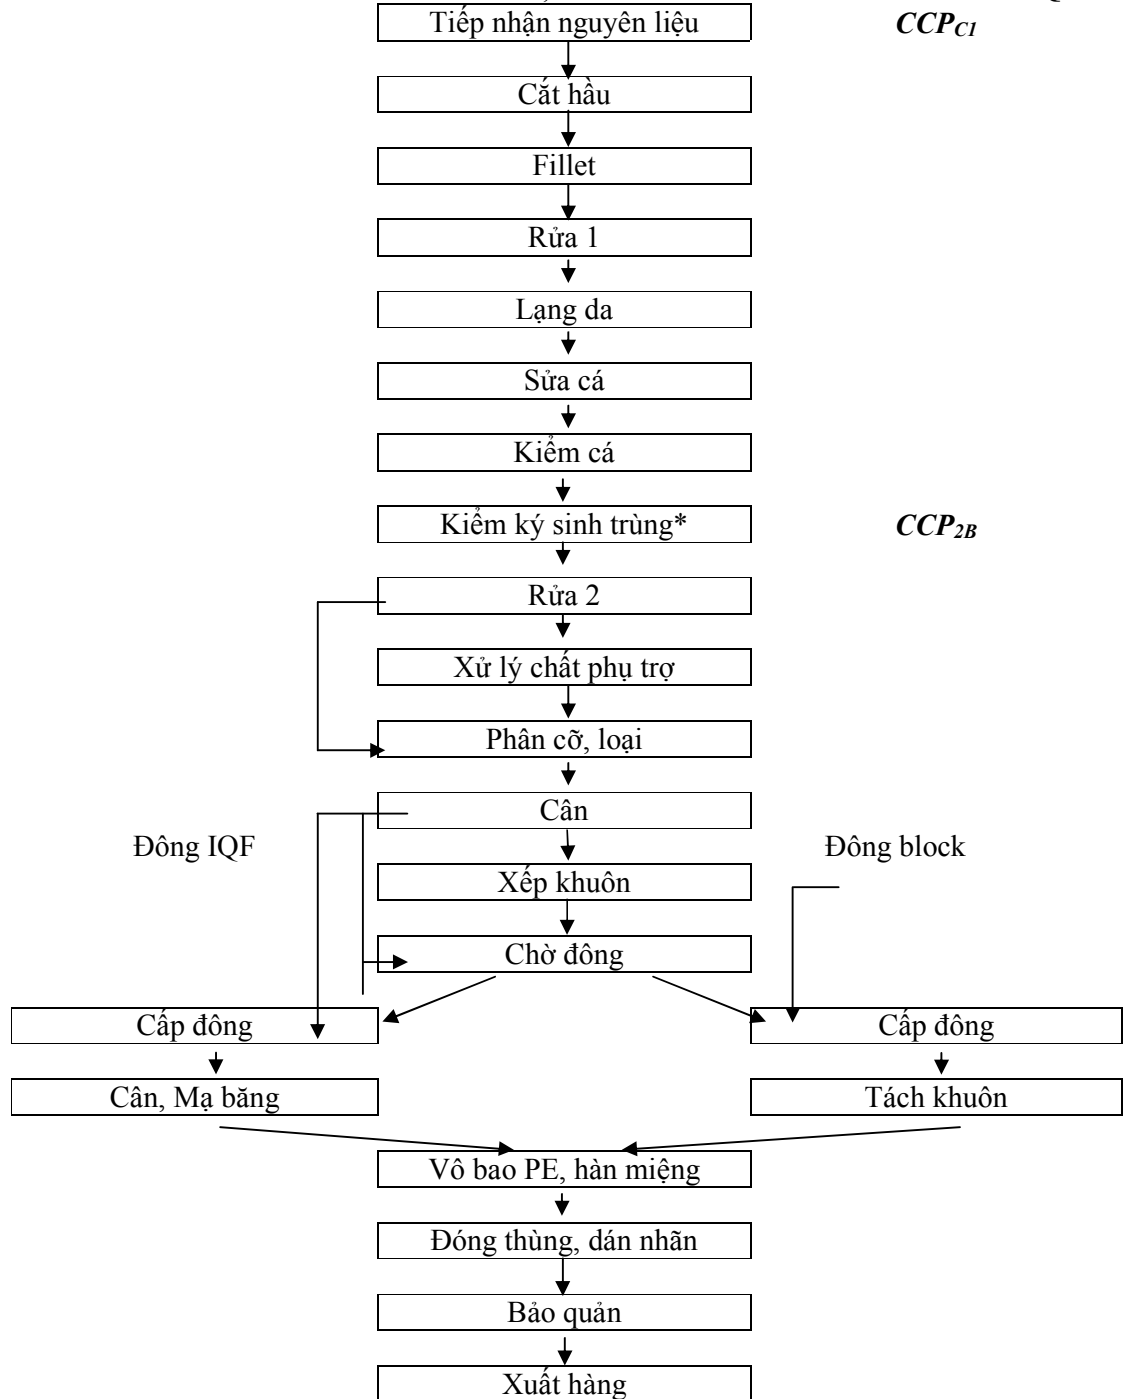 Tiếp nhận nguyên liệu CCP_C1
Cắt hầu
Fillet
Rửa 1
Lạng da
Sửa cá
Kiểm cá
Kiểm ký sinh trùng* CCP_2B
Rửa 2
Xử lý chất phụ trợ
Phân cỡ, loại
Cân
Đông IQF Đông block
Xếp khuôn
Chờ đông
Cấp đông Cấp đông
Cân, Mạ băng Tách khuôn
Vô bao PE, hàn miệng
Đóng thùng, dán nhãn
Bảo quản
Xuất hàng